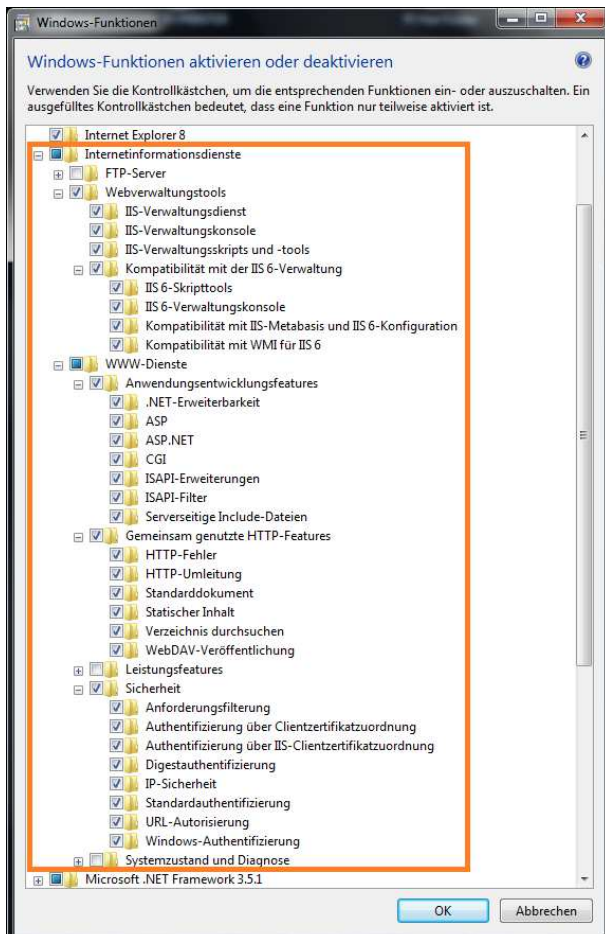 Windows-Funktionen
Windows-Funktionen aktivieren oder deaktivieren
Verwenden Sie die Kontrollkästchen, um die entsprechenden Funktionen ein- oder auszuschalten. Ein
ausgefülltes Kontrollkästchen bedeutet, dass eine Funktion nur teilweise aktiviert ist.
Internet Explorer 8
Internetinformationsdienste
FTP-Server
Webverwaltungstools
IIS-Verwaltungsdienst
IIS-Verwaltungskonsole
IIS-Verwaltungsskripts und -tools
Kompatibilität mit der IIS 6-Verwaltung
IIS 6-Skripttools
IIS 6-Verwaltungskonsole
Kompatibilität mit IIS-Metabasis und IIS 6-Konfiguration
Kompatibilität mit WMI für IIS 6
WWW-Dienste
Anwendungsentwicklungsfeatures
.NET-Erweiterbarkeit
ASP
ASP.NET
CGI
ISAPI-Erweiterungen
ISAPI-Filter
Serverseitige Include-Dateien
Gemeinsam genutzte HTTP-Features
HTTP-Fehler
HTTP-Umleitung
Standarddokument
Statischer Inhalt
Verzeichnis durchsuchen
WebDAV-Veröffentlichung
Leistungsfeatures
Sicherheit
Anforderungsfilterung
Authentifizierung über Clientzertifikatzuordnung
Authentifizierung über IIS-Clientzertifikatzuordnung
Digestauthentifizierung
IP-Sicherheit
Standardauthentifizierung
URL-Autorisierung
Windows-Authentifizierung
Systemzustand und Diagnose
Microsoft .NET Framework 3.5.1
OK
Abbrechen